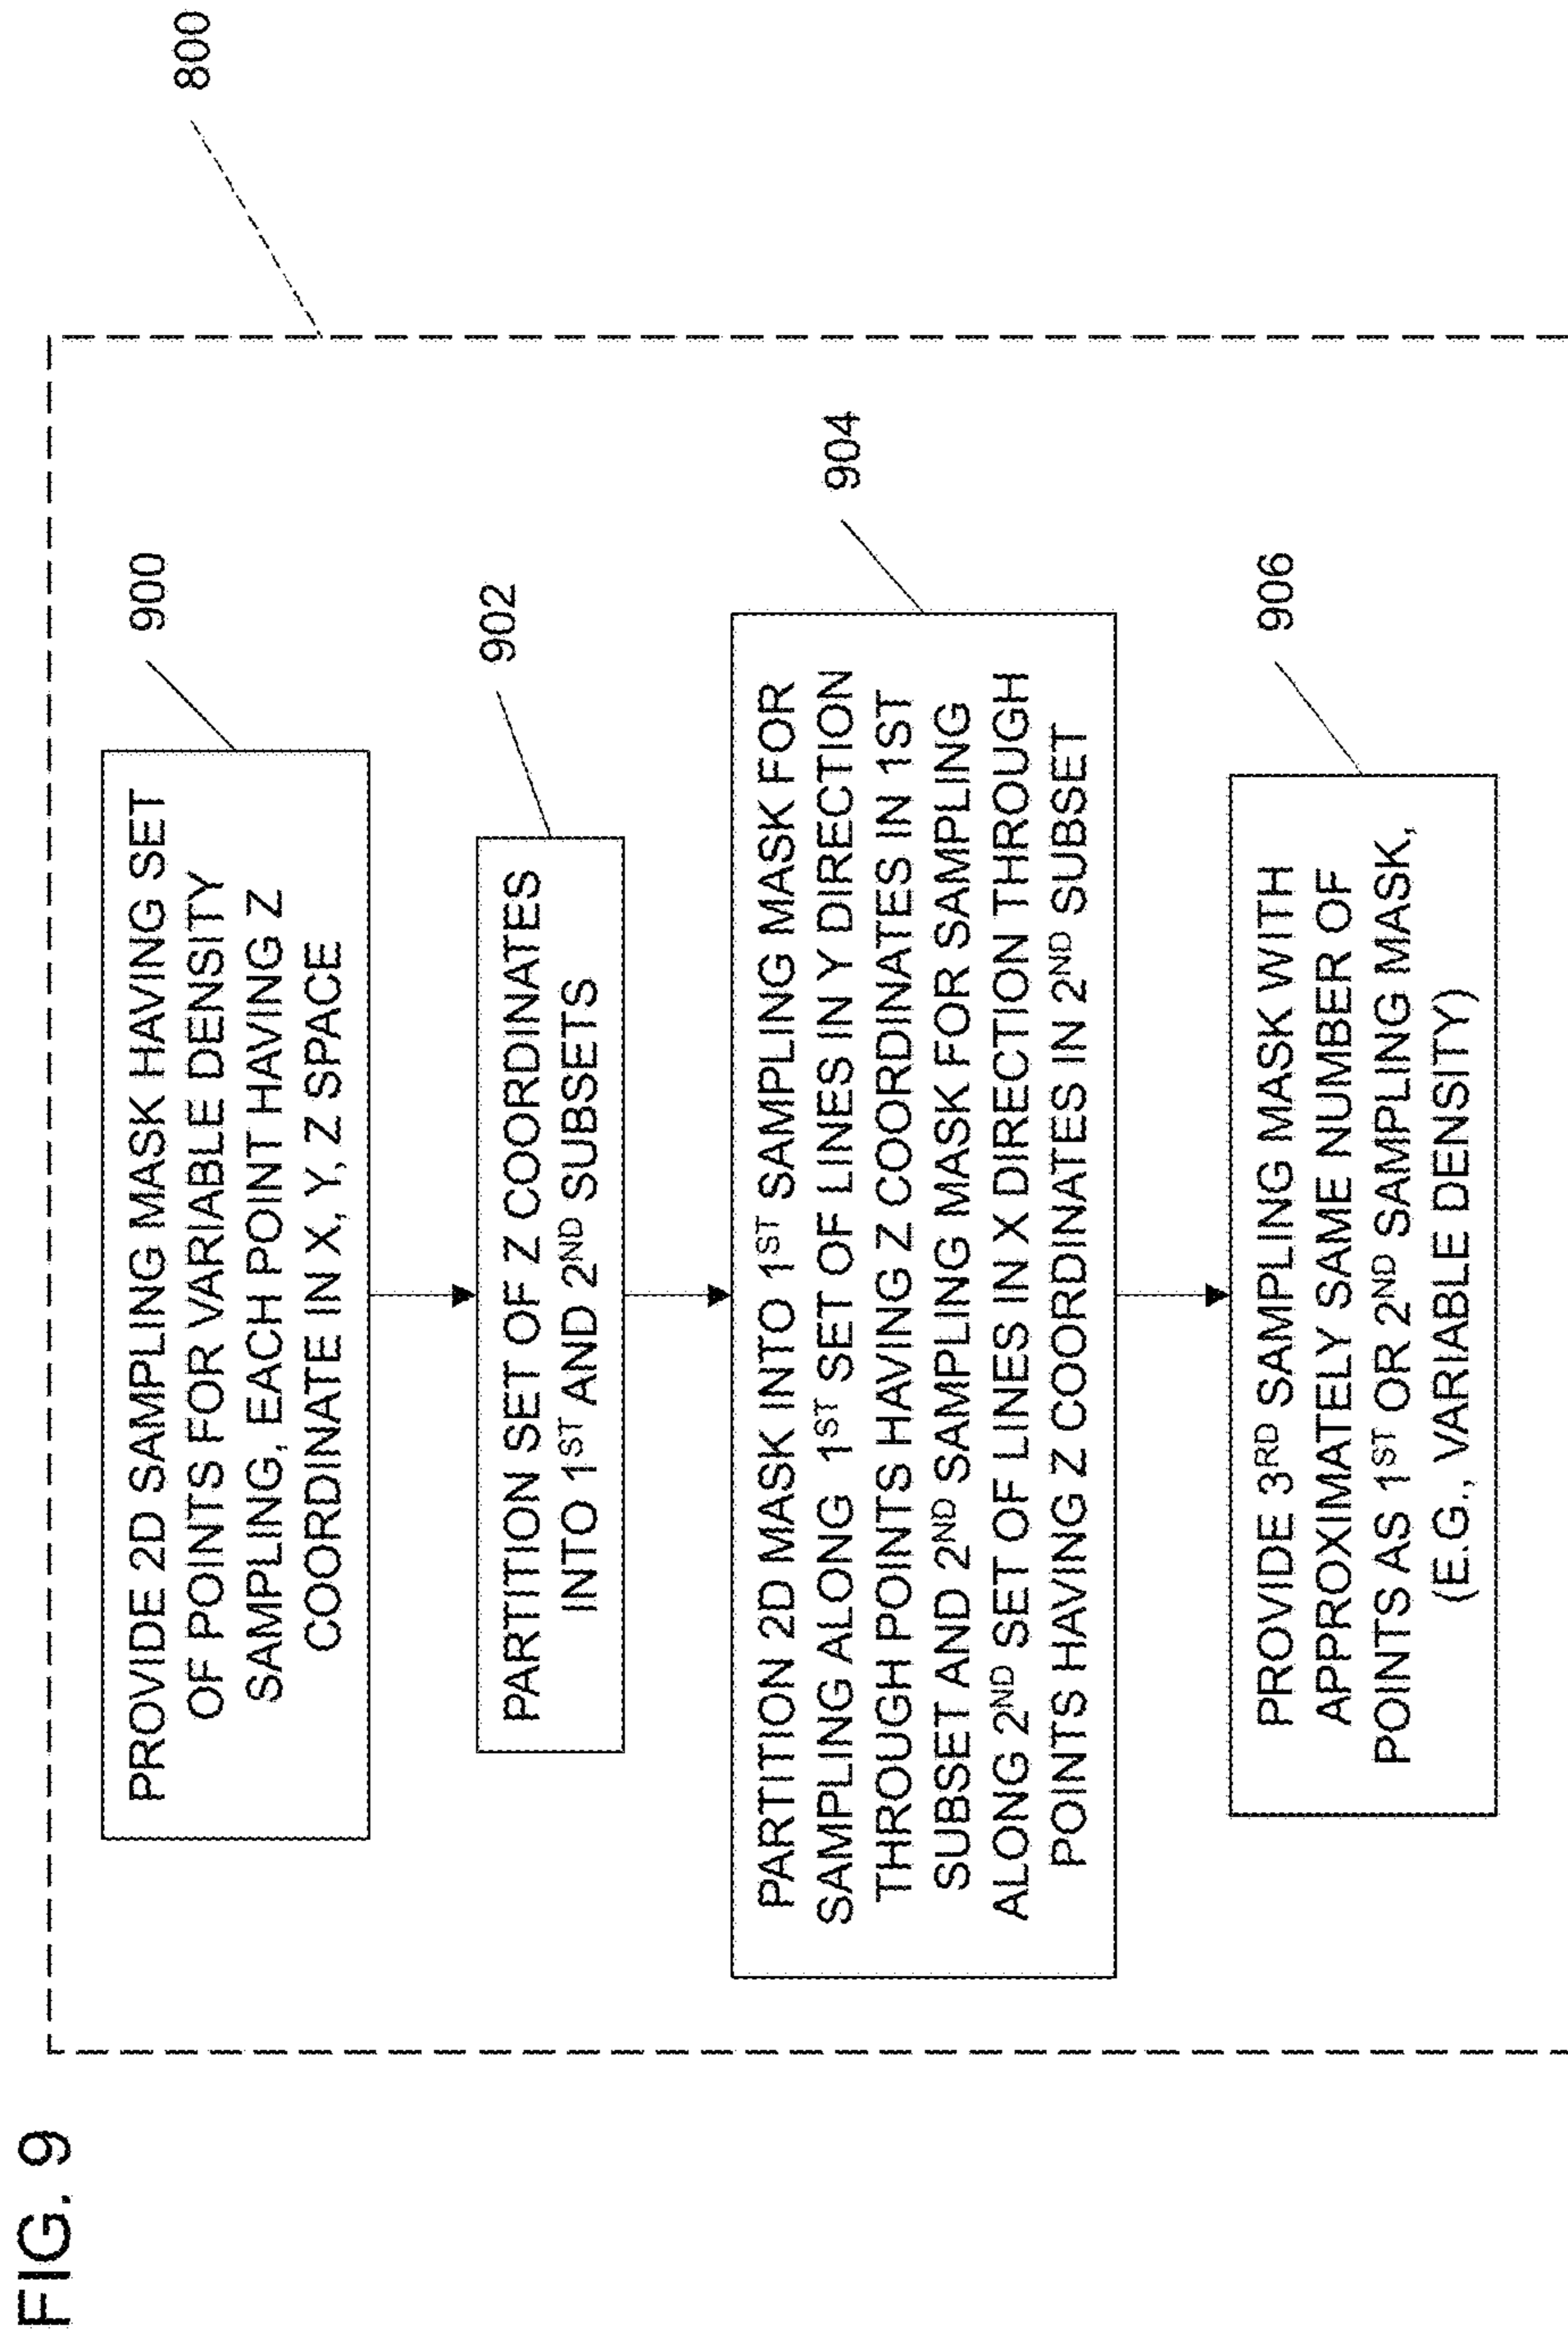 FIG. 9
800
900
PROVIDE 2D SAMPLING MASK HAVING SET
OF POINTS FOR VARIABLE DENSITY
SAMPLING, EACH POINT HAVING Z
COORDINATE IN X, Y, Z SPACE
902
PARTITION SET OF Z COORDINATES
INTO 1ST AND 2ND SUBSETS
904
PARTITION 2D MASK INTO 1ST SAMPLING MASK FOR
SAMPLING ALONG 1ST SET OF LINES IN Y DIRECTION
THROUGH POINTS HAVING Z COORDINATES IN 1ST
SUBSET AND 2ND SAMPLING MASK FOR SAMPLING
ALONG 2ND SET OF LINES IN X DIRECTION THROUGH
POINTS HAVING Z COORDINATES IN 2ND SUBSET
906
PROVIDE 3RD SAMPLING MASK WITH
APPROXIMATELY SAME NUMBER OF
POINTS AS 1ST OR 2ND SAMPLING MASK,
(E.G., VARIABLE DENSITY)